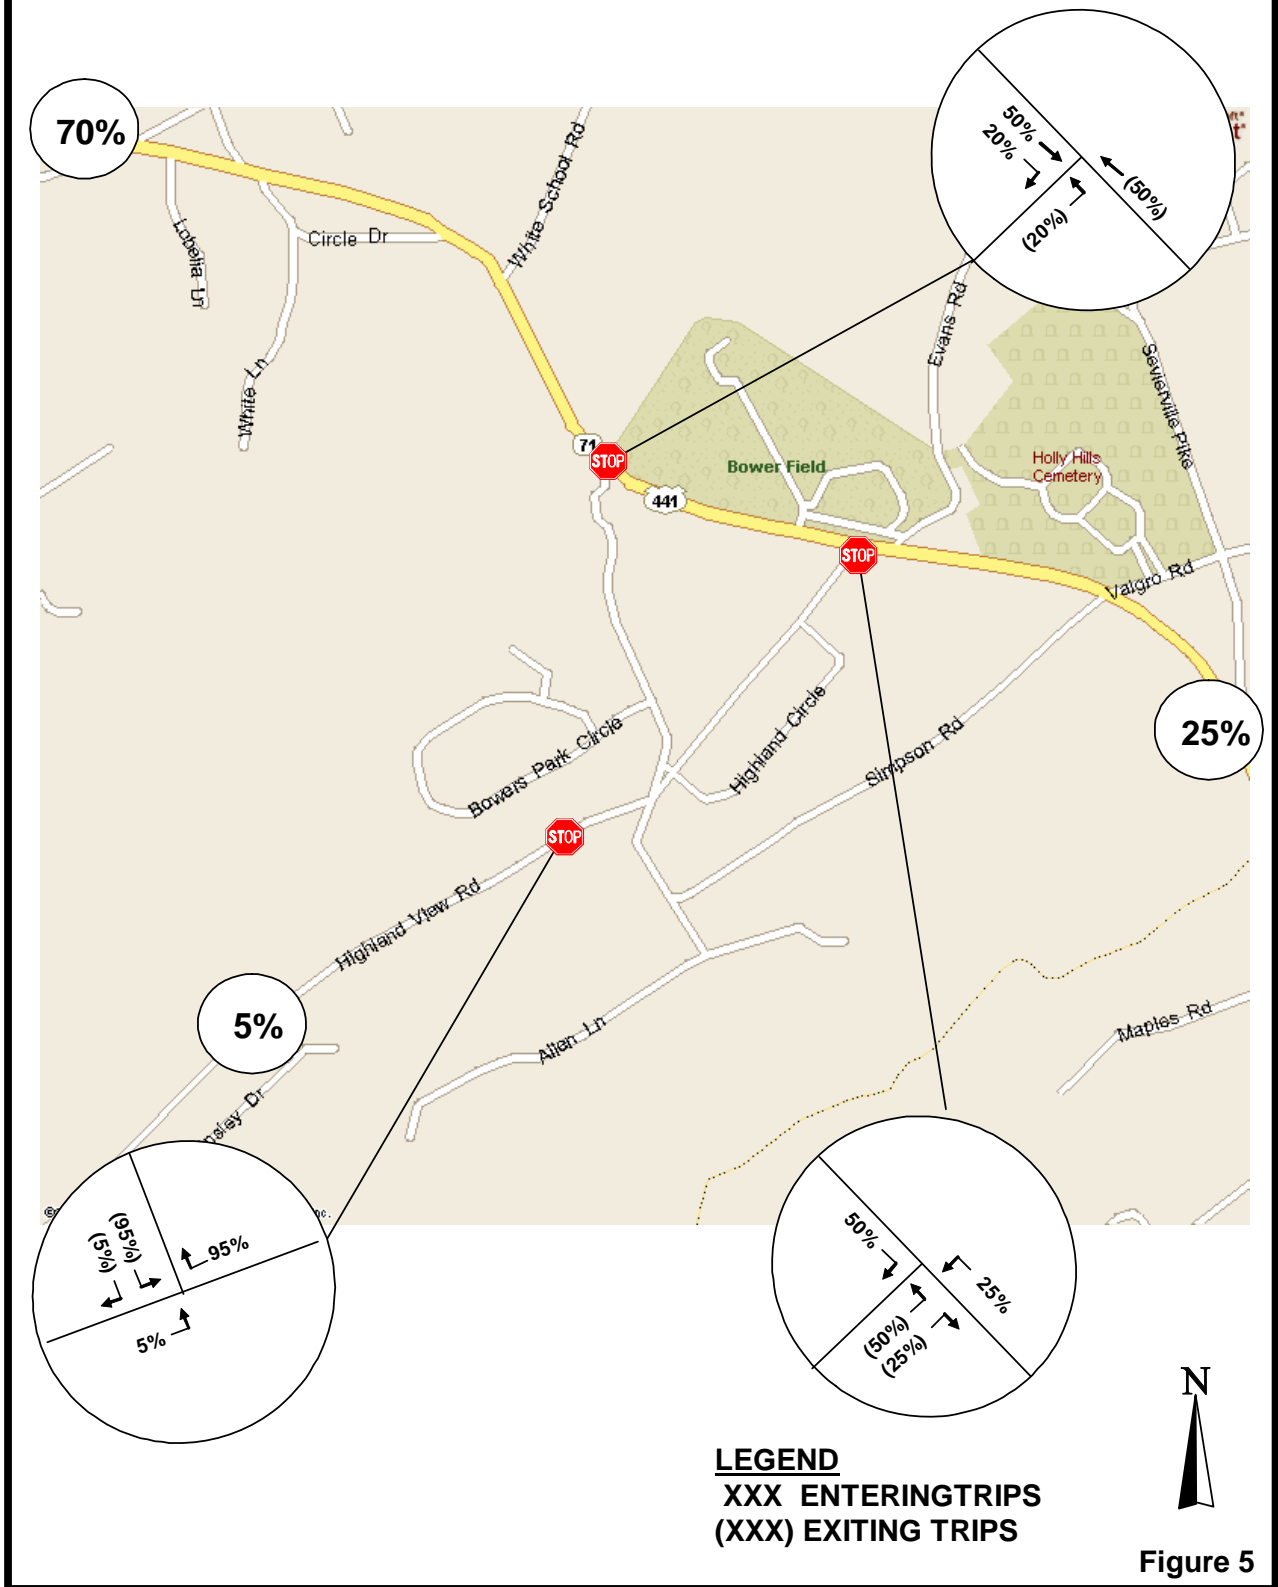 70%
White School Rd
Circle Dr
Lobelia Ln
White Ln
50%
20%
(50%)
(20%)
Evans Rd
Sevierville Pike
71
STOP
441
Bower Field
Holly Hills
Cemetery
STOP
Valgro Rd
25%
Highland Circle
Simpson Rd
Bowers Park Circle
STOP
Highland View Rd
5%
Allen Ln
Maples Rd
nsley Dr
©
nc.
(95%)
(5%)
95%
5%
50%
25%
(50%)
(25%)
N
LEGEND
XXX ENTERINGTRIPS
(XXX) EXITING TRIPS
Figure 5